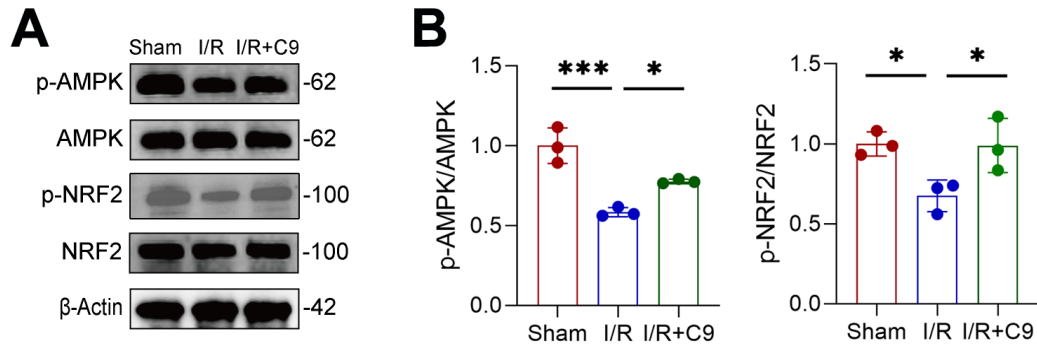 A
Sham I/R I/R+C9
p-AMPK -62
AMPK -62
p-NRF2 -100
NRF2 -100
β-Actin -42
B
p-AMPK/AMPK
1.5
1.0
0.5
0.0
*** *
Sham I/R I/R+C9
p-NRF2/NRF2
1.5
1.0
0.5
0.0
* *
Sham I/R I/R+C9